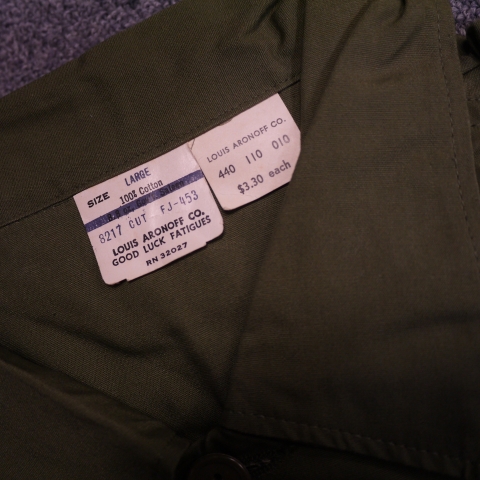 SIZE LARGE
100% Cotton
8217 CUT FJ-453
LOUIS ARONOFF CO.
GOOD LUCK FATIGUES
RN 32027
LOUIS ARONOFF CO.
440 110 010
$3.30 each